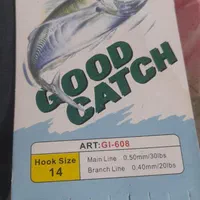 GOOD
CATCH
ART:GI-608
Hook Size
14
Main Line 0.50mm/30lbs
Branch Line 0.40mm/20lbs